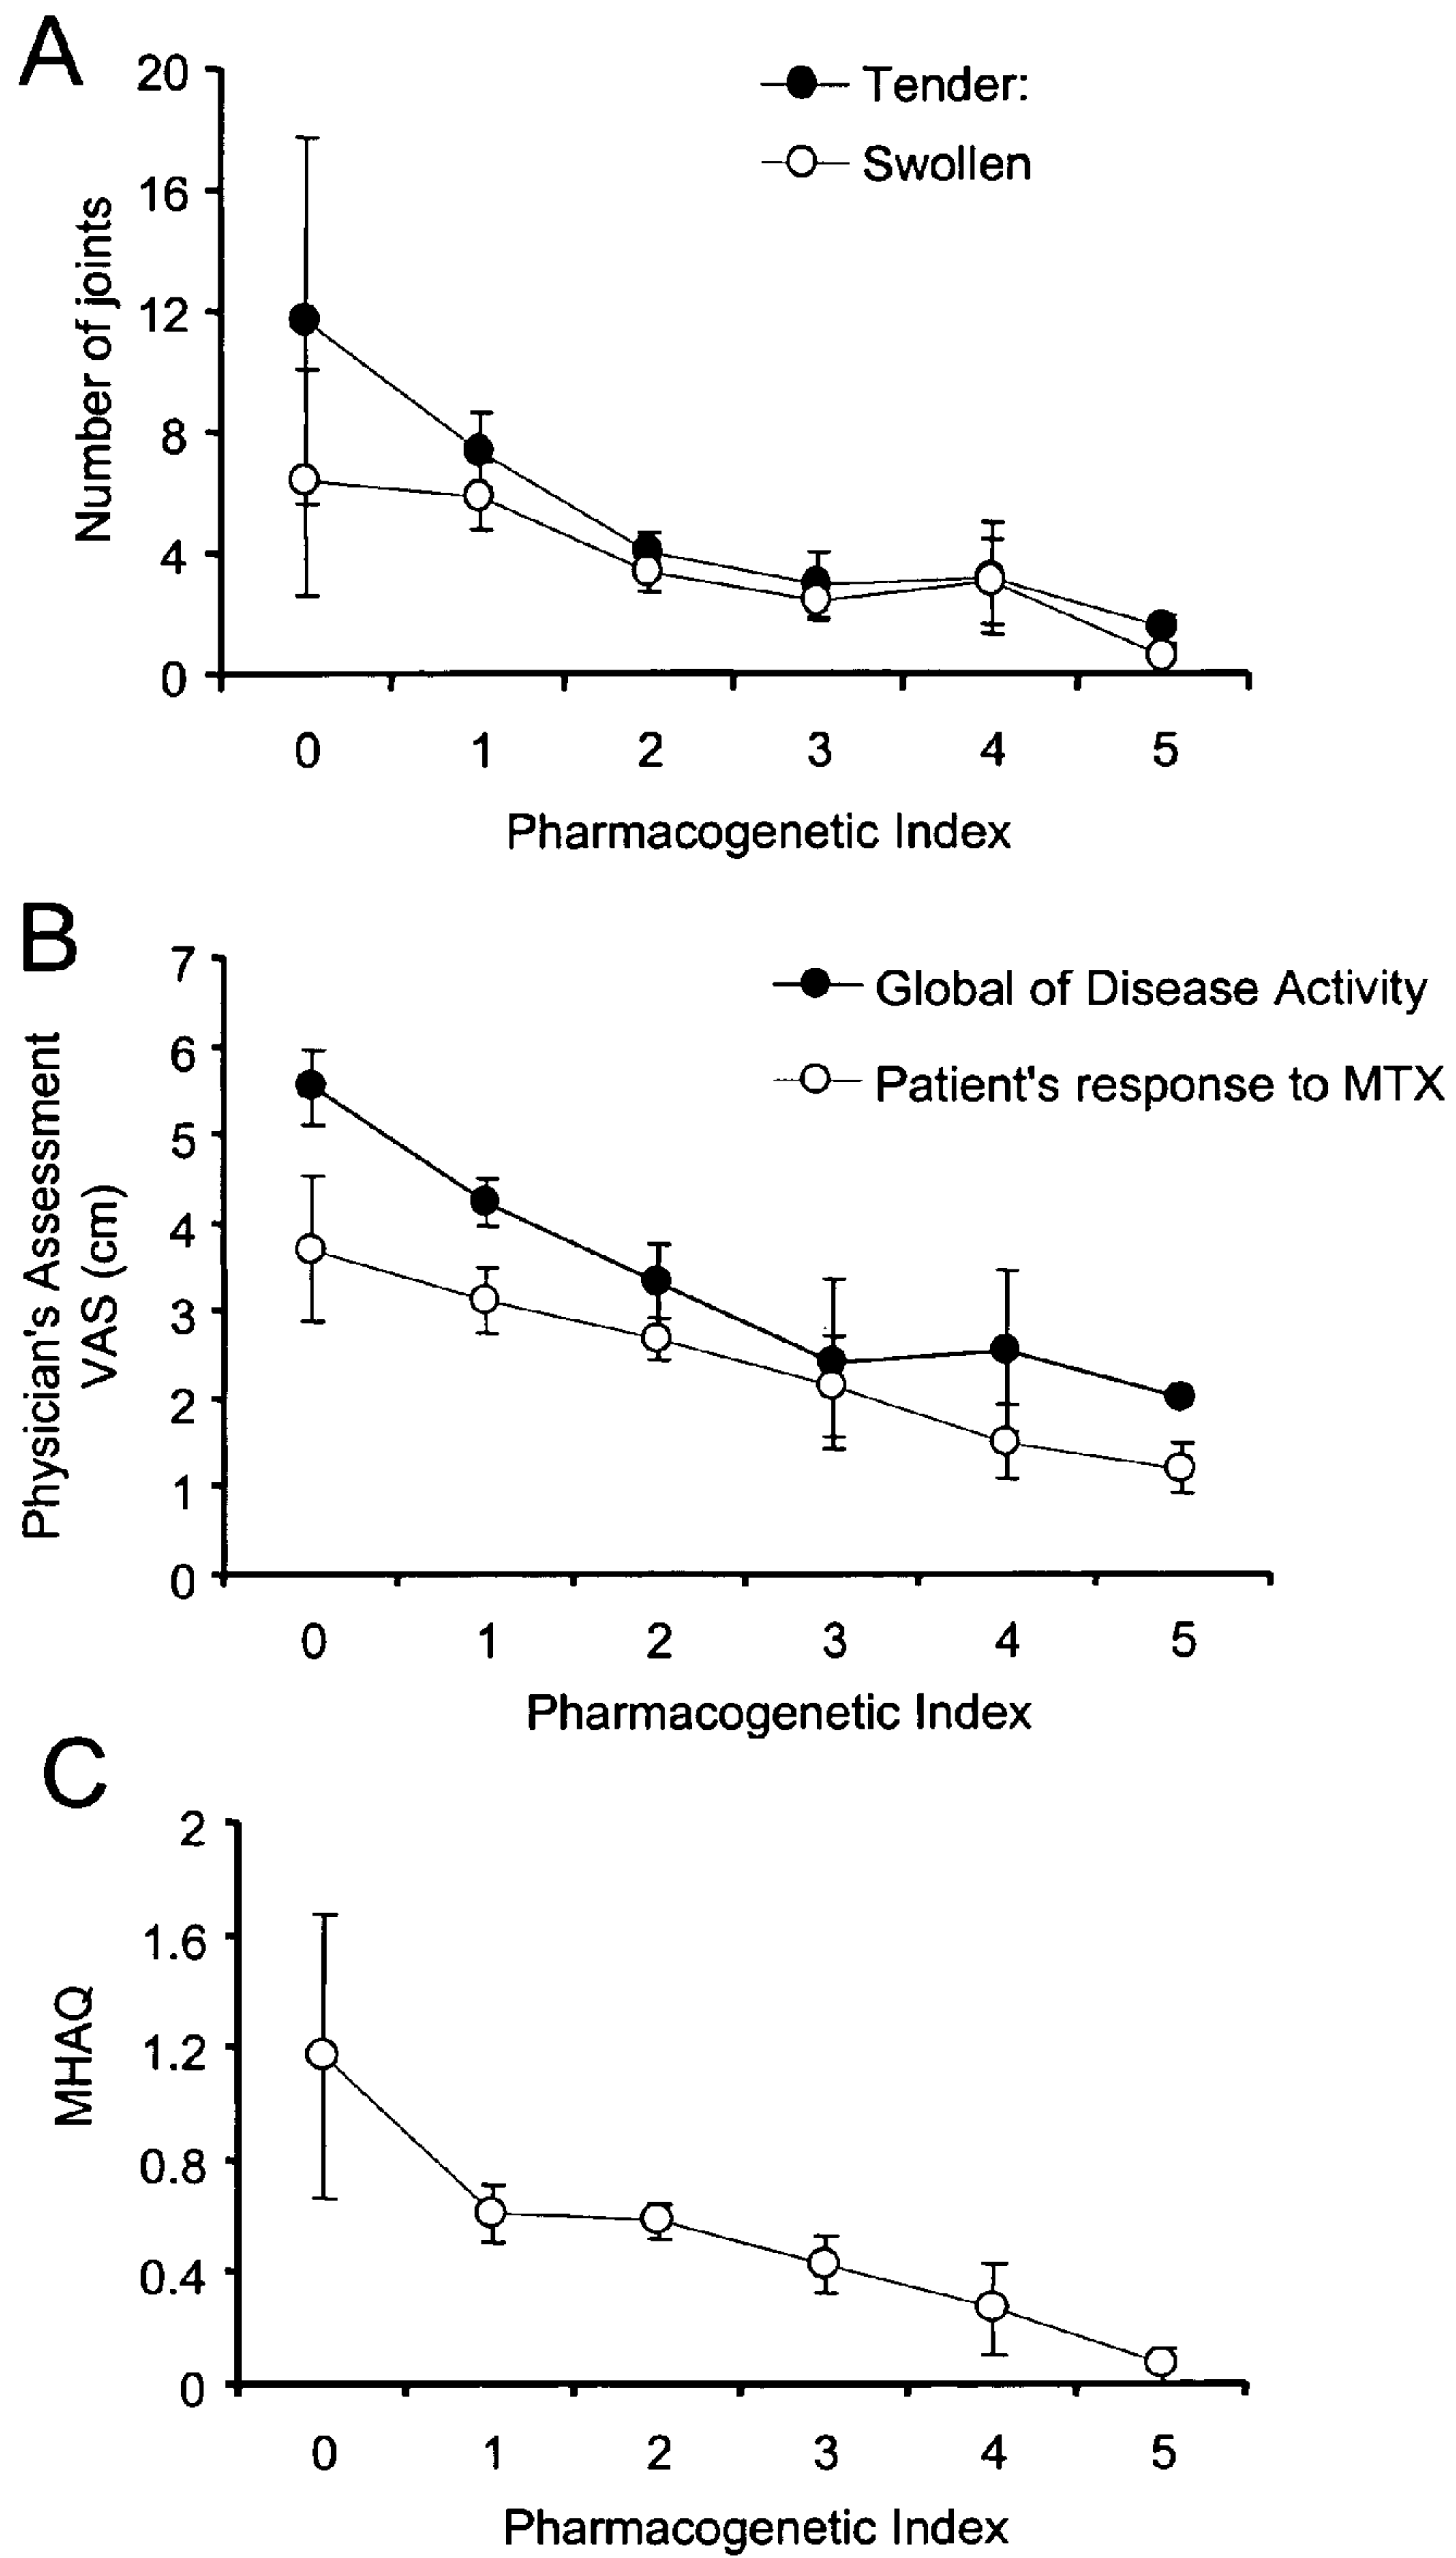 A
20
Tender:
Swollen
16
12
8
4
0
Number of joints
0 1 2 3 4 5
Pharmacogenetic Index
B
7
Global of Disease Activity
6
Patient's response to MTX
5
4
3
2
1
0
Physician's Assessment
VAS (cm)
0 1 2 3 4 5
Pharmacogenetic Index
C
2
1.6
1.2
0.8
0.4
0
MHAQ
0 1 2 3 4 5
Pharmacogenetic Index